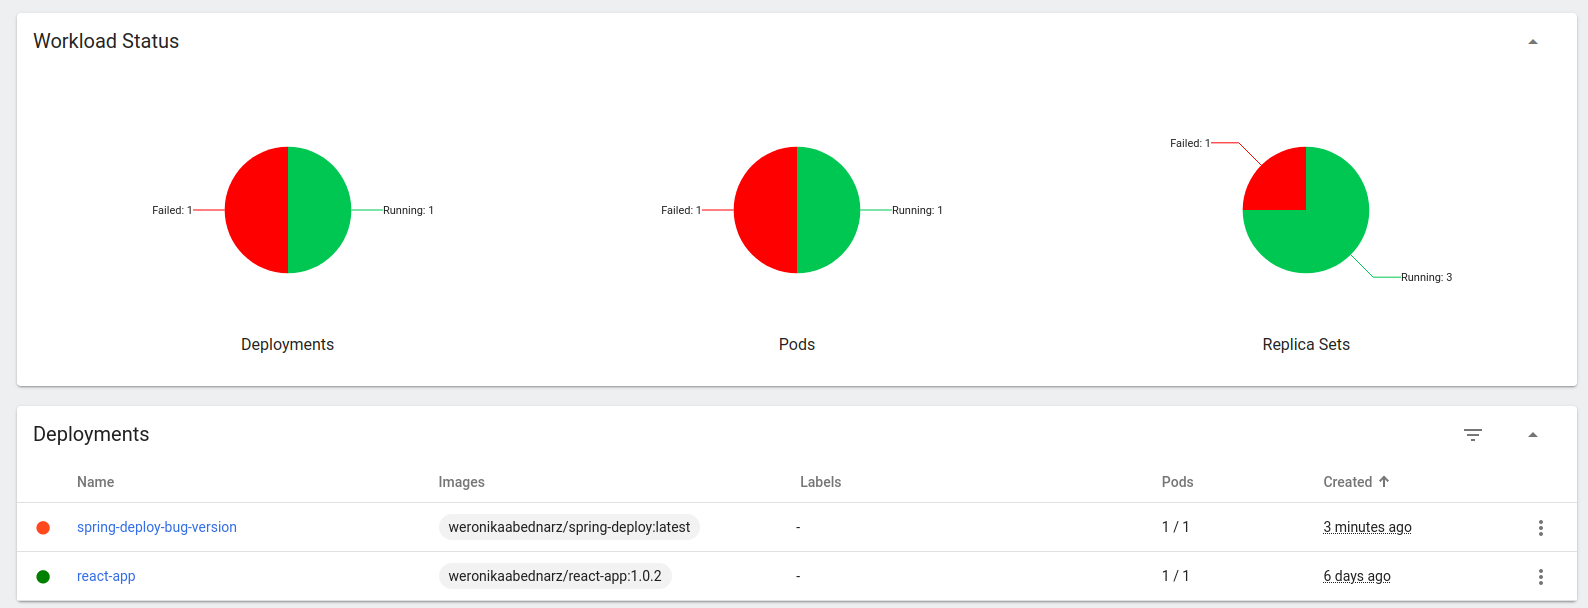 Workload Status
Failed: 1
Running: 1
Deployments
Failed: 1
Running: 1
Pods
Failed: 1
Running: 3
Replica Sets
Deployments
Name Images Labels Pods Created
spring-deploy-bug-version weronikaabednarz/spring-deploy:latest - 1 / 1 3 minutes ago
react-app weronikaabednarz/react-app:1.0.2 - 1 / 1 6 days ago